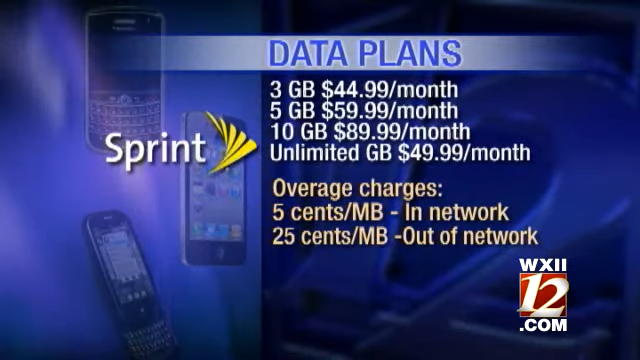 DATA PLANS
3 GB $44.99/month
5 GB $59.99/month
10 GB $89.99/month
Unlimited GB $49.99/month
Sprint
Overage charges:
5 cents/MB - In network
25 cents/MB -Out of network
WXII
12
.COM